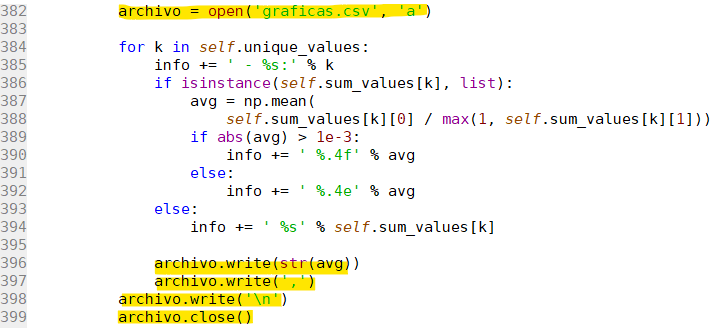 382 archivo = open('graficas.csv', 'a')
383
384 for k in self.unique_values:
385 info += ' - %s:' % k
386 if isinstance(self.sum_values[k], list):
387 avg = np.mean(
388 self.sum_values[k][0] / max(1, self.sum_values[k][1]))
389 if abs(avg) > 1e-3:
390 info += ' %.4f' % avg
391 else:
392 info += ' %.4e' % avg
393 else:
394 info += ' %s' % self.sum_values[k]
395
396 archivo.write(str(avg))
397 archivo.write(',')
398 archivo.write('\n')
399 archivo.close()